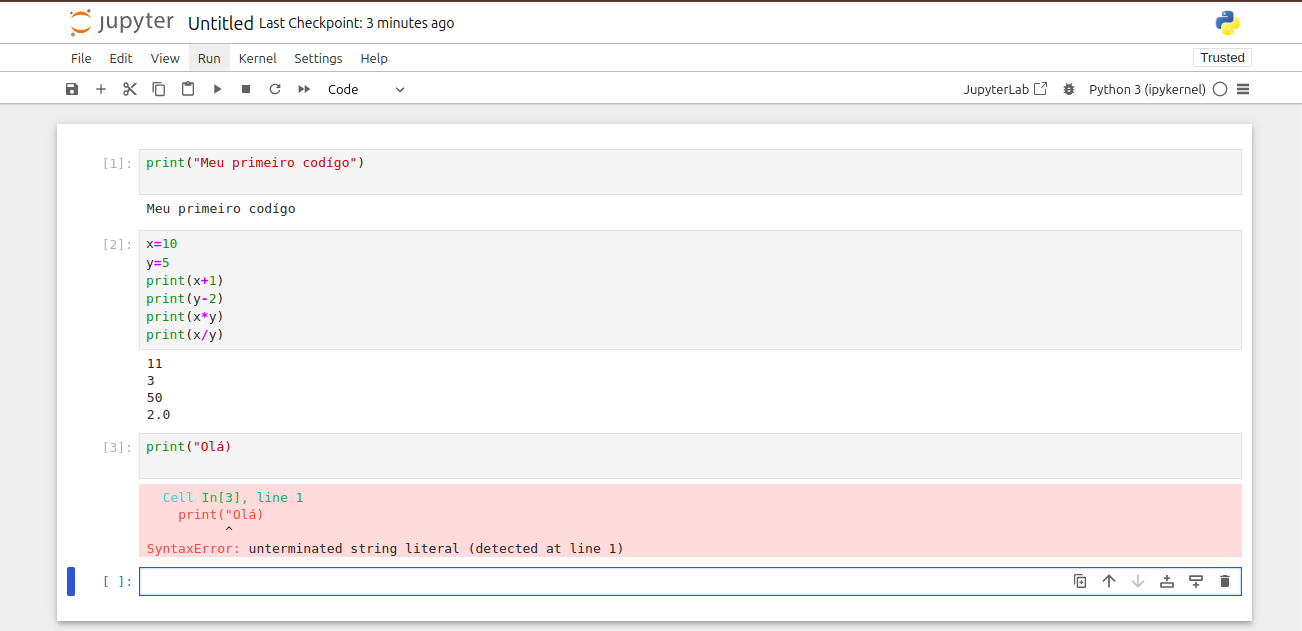 jupyter Untitled Last Checkpoint: 3 minutes ago
File Edit View Run Kernel Settings Help Trusted
Code JupyterLab Python 3 (ipykernel)
[1]: print("Meu primeiro codígo")
Meu primeiro codígo
[2]: x=10
y=5
print(x+1)
print(y-2)
print(x*y)
print(x/y)
11
3
50
2.0
[3]: print("Olá)
Cell In[3], line 1
print("Olá)
^
SyntaxError: unterminated string literal (detected at line 1)
[ ]: